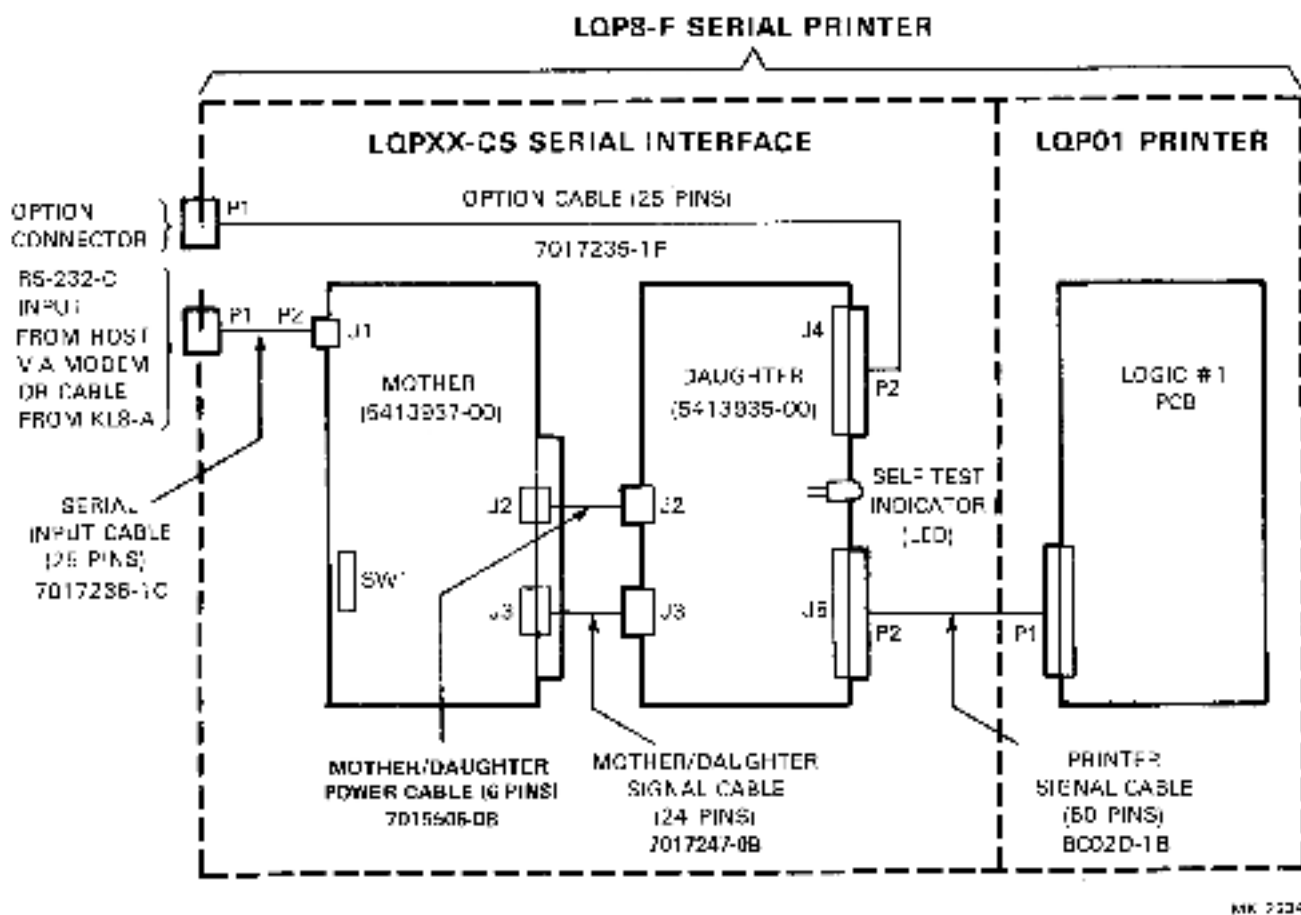 LQP8-F SERIAL PRINTER
LQPXX-CS SERIAL INTERFACE
LQP01 PRINTER
OPTION CABLE (25 PINS)
7017235-1F
OPTION
CONNECTOR
P1
RS-232-C
INPUT
FROM HOST
VIA MODEM
OR CABLE
FROM KL8-A
P1
P2
J1
MOTHER
(5413937-00)
J2
J3
SW1
DAUGHTER
(5413935-00)
J4
P2
J2
J3
SELF TEST
INDICATOR
(LED)
J5
P2
P1
LOGIC #1
PCB
SERIAL
INPUT CABLE
(25 PINS)
7017236-1C
MOTHER/DAUGHTER
POWER CABLE (6 PINS)
7015506-0B
MOTHER/DAUGHTER
SIGNAL CABLE
(24 PINS)
7017247-0B
PRINTER
SIGNAL CABLE
(50 PINS)
BC02D-1B